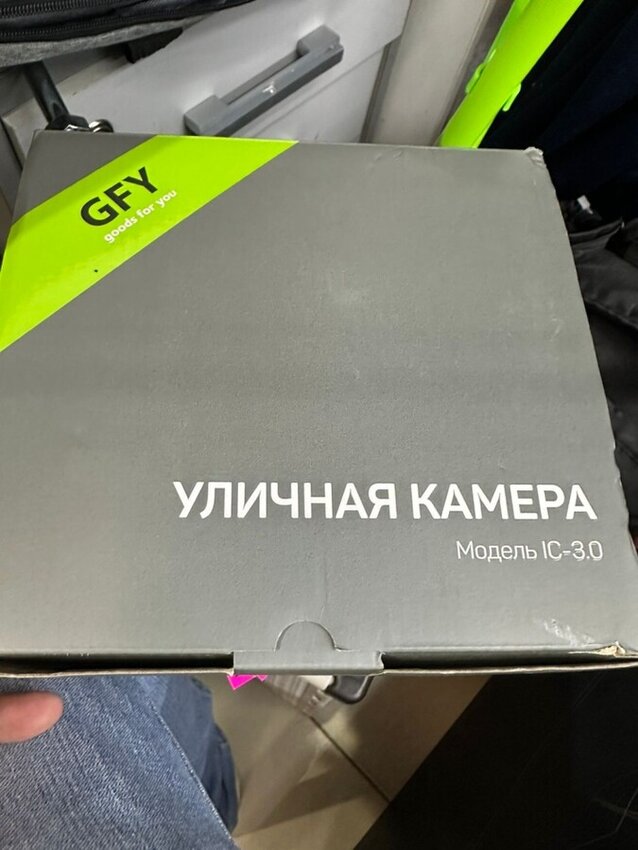 GFY
goods for you
УЛИЧНАЯ КАМЕРА
Модель IC-3.0